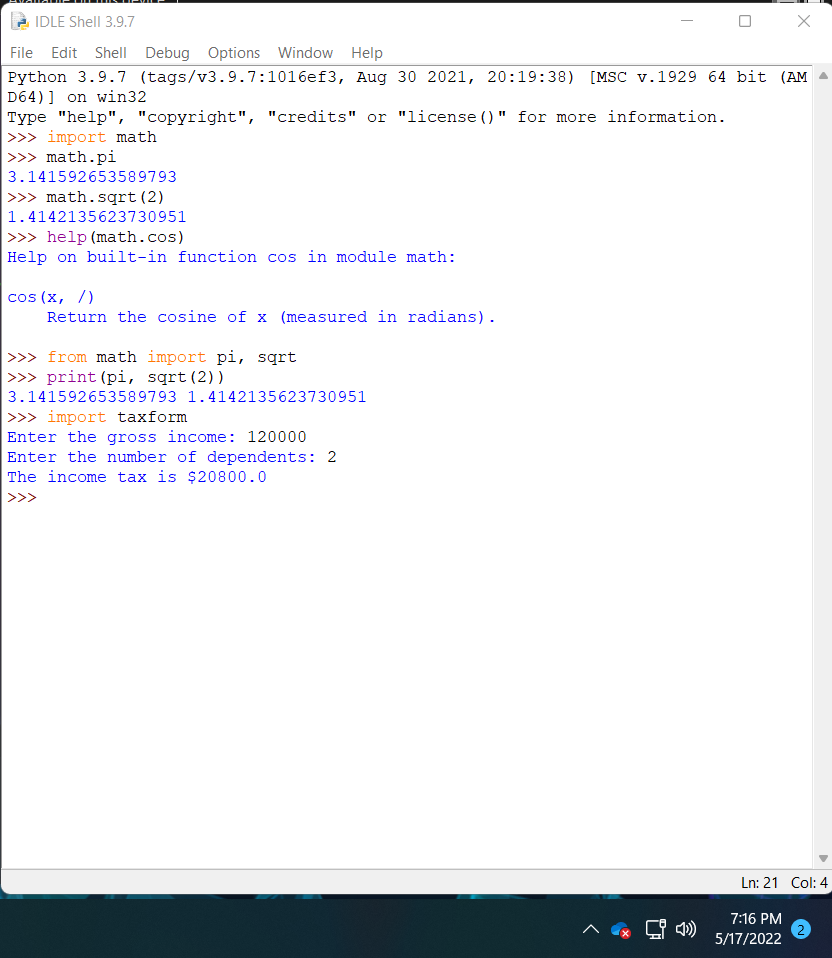 IDLE Shell 3.9.7
File Edit Shell Debug Options Window Help
Python 3.9.7 (tags/v3.9.7:1016ef3, Aug 30 2021, 20:19:38) [MSC v.1929 64 bit (AM
D64)] on win32
Type "help", "copyright", "credits" or "license()" for more information.
>>> import math
>>> math.pi
3.141592653589793
>>> math.sqrt(2)
1.4142135623730951
>>> help(math.cos)
Help on built-in function cos in module math:
cos(x, /)
    Return the cosine of x (measured in radians).
>>> from math import pi, sqrt
>>> print(pi, sqrt(2))
3.141592653589793 1.4142135623730951
>>> import taxform
Enter the gross income: 120000
Enter the number of dependents: 2
The income tax is $20800.0
>>>
Ln: 21 Col: 4
7:16 PM
5/17/2022
2